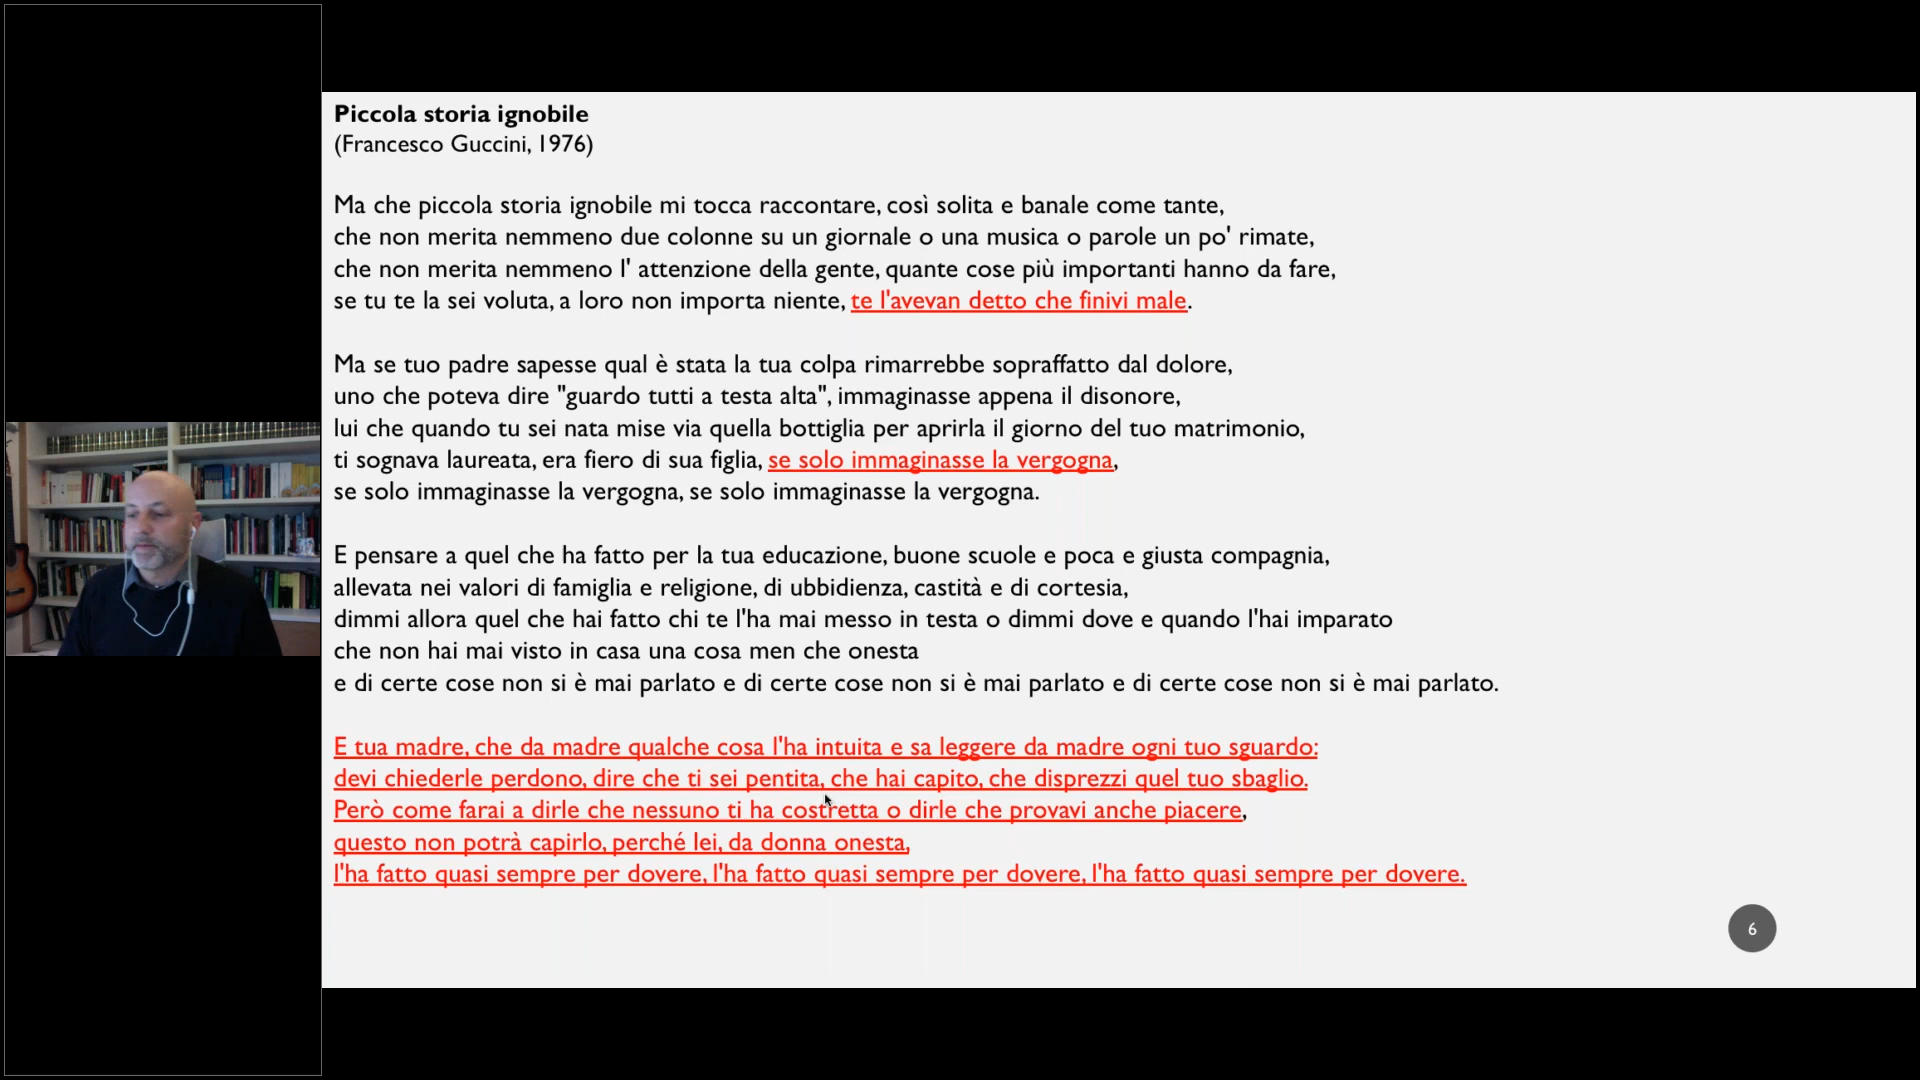 Piccola storia ignobile
(Francesco Guccini, 1976)
Ma che piccola storia ignobile mi tocca raccontare, così solita e banale come tante,
che non merita nemmeno due colonne su un giornale o una musica o parole un po' rimate,
che non merita nemmeno l' attenzione della gente, quante cose più importanti hanno da fare,
se tu te la sei voluta, a loro non importa niente, te l'avevan detto che finivi male.
Ma se tuo padre sapesse qual è stata la tua colpa rimarrebbe sopraffatto dal dolore,
uno che poteva dire "guardo tutti a testa alta", immaginasse appena il disonore,
lui che quando tu sei nata mise via quella bottiglia per aprirla il giorno del tuo matrimonio,
ti sognava laureata, era fiero di sua figlia, se solo immaginasse la vergogna,
se solo immaginasse la vergogna, se solo immaginasse la vergogna.
E pensare a quel che ha fatto per la tua educazione, buone scuole e poca e giusta compagnia,
allevata nei valori di famiglia e religione, di ubbidienza, castità e di cortesia,
dimmi allora quel che hai fatto chi te l'ha mai messo in testa o dimmi dove e quando l'hai imparato
che non hai mai visto in casa una cosa men che onesta
e di certe cose non si è mai parlato e di certe cose non si è mai parlato e di certe cose non si è mai parlato.
E tua madre, che da madre qualche cosa l'ha intuita e sa leggere da madre ogni tuo sguardo:
devi chiederle perdono, dire che ti sei pentita, che hai capito, che disprezzi quel tuo sbaglio.
Però come farai a dirle che nessuno ti ha costretta o dirle che provavi anche piacere,
questo non potrà capirlo, perché lei, da donna onesta,
l'ha fatto quasi sempre per dovere, l'ha fatto quasi sempre per dovere, l'ha fatto quasi sempre per dovere.
6